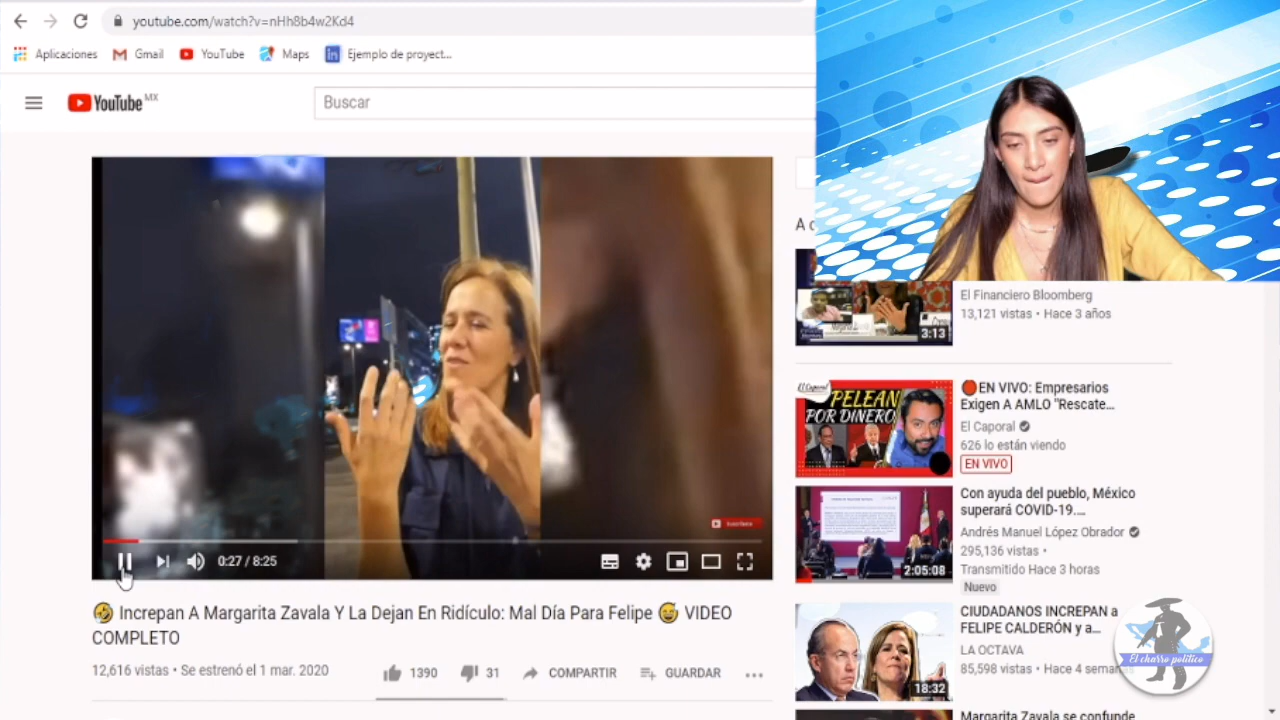 youtube.com/watch?v=nHh8b4w2Kd4
Aplicaciones
Gmail
YouTube
Maps
Ejemplo de proyect...
YouTube MX
Buscar
0:27 / 8:25
🤣 Increpan A Margarita Zavala Y La Dejan En Ridículo: Mal Día Para Felipe 😅 VIDEO
COMPLETO
12,616 vistas • Se estrenó el 1 mar. 2020
1390
31
COMPARTIR
GUARDAR
A c
3:13
El Financiero Bloomberg
13,121 vistas • Hace 3 años
El Caporal
PELEAN
POR DINERO
🔴EN VIVO: Empresarios
Exigen A AMLO "Rescate...
El Caporal
626 lo están viendo
EN VIVO
2:05:08
Con ayuda del pueblo, México
superará COVID-19....
Andrés Manuel López Obrador
295,136 vistas •
Transmitido Hace 3 horas
Nuevo
18:32
CIUDADANOS INCREPAN a
FELIPE CALDERÓN y a...
LA OCTAVA
85,598 vistas • Hace 4 seman
El charro político
Margarita Zavala se confunde